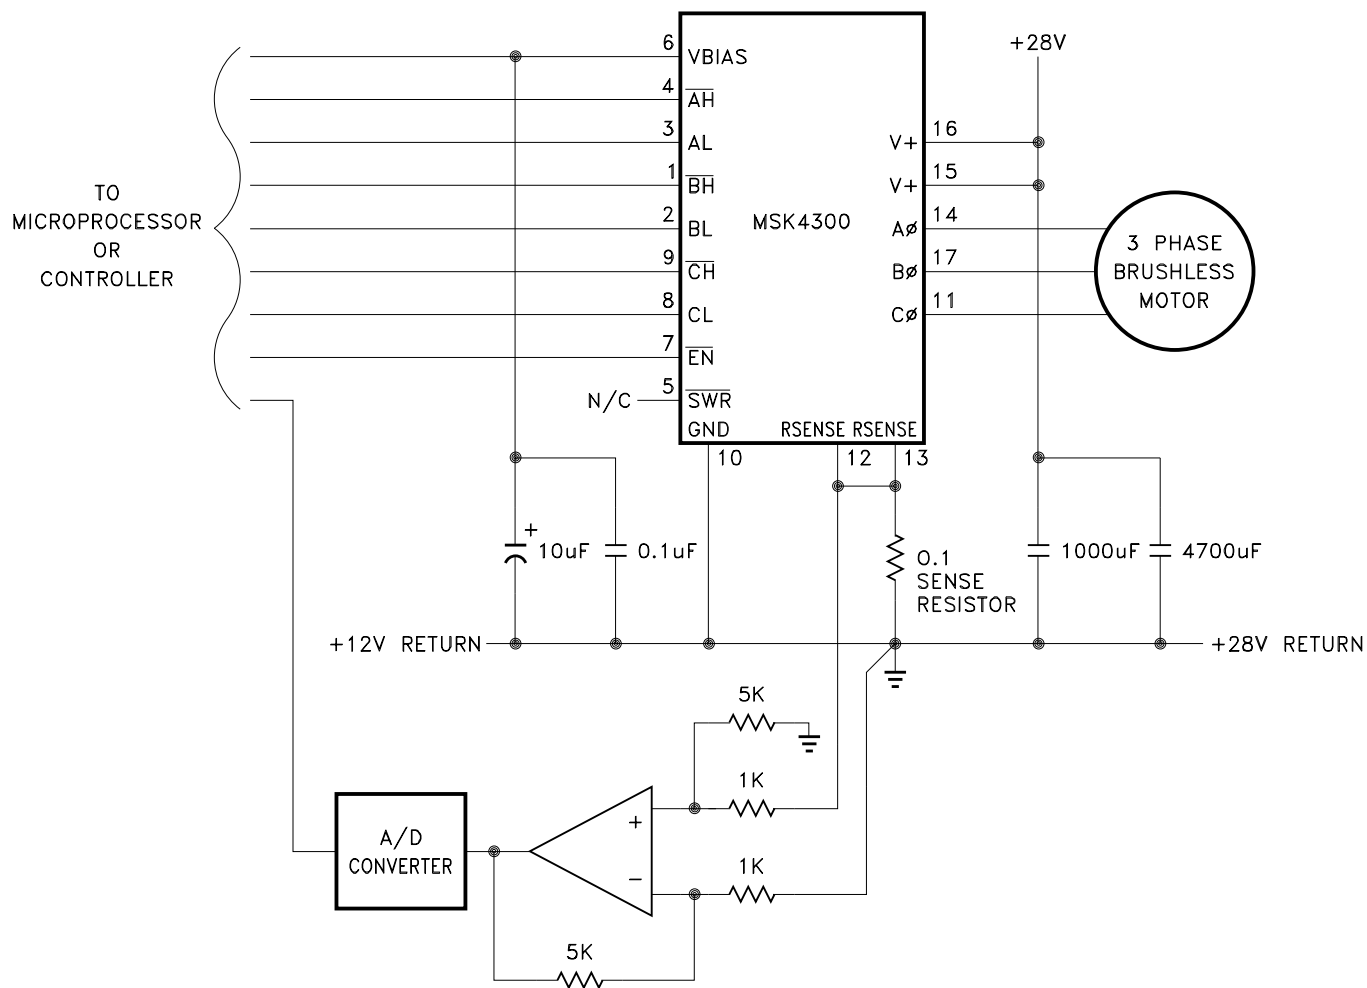 6
VBIAS
+28V
4
AH
3
AL
V+
16
1
BH
V+
15
TO
MICROPROCESSOR
OR
CONTROLLER
2
BL
MSK4300
AØ
14
3 PHASE
BRUSHLESS
MOTOR
9
CH
BØ
17
8
CL
CØ
11
7
EN
N/C
5
SWR
GND
RSENSE
RSENSE
10
12
13
+
10uF
0.1uF
0.1
SENSE
RESISTOR
1000uF
4700uF
+12V RETURN
+28V RETURN
5K
1K
+
A/D
CONVERTER
1K
−
5K